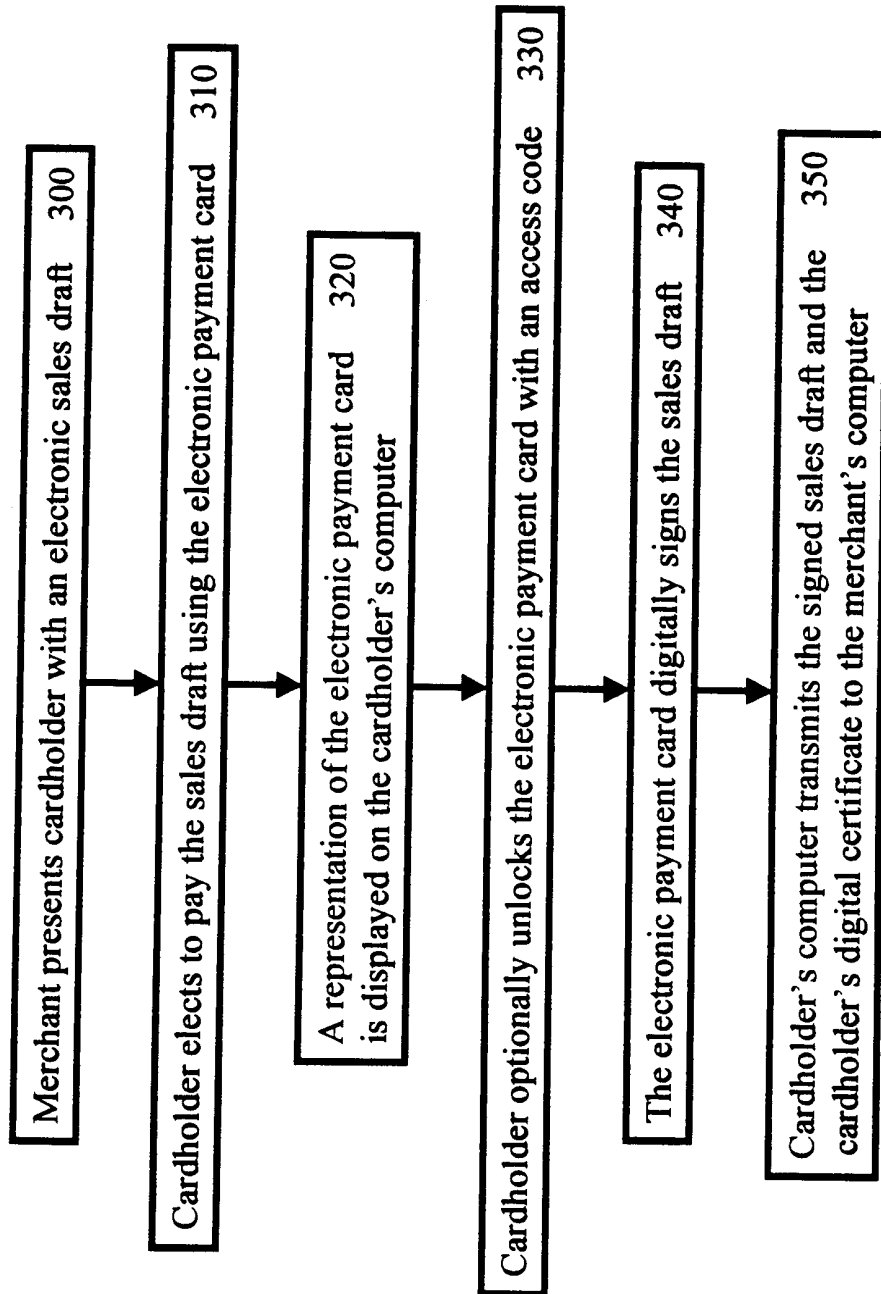 Merchant presents cardholder with an electronic sales draft 300
Cardholder elects to pay the sales draft using the electronic payment card 310
A representation of the electronic payment card 320
is displayed on the cardholder's computer
Cardholder optionally unlocks the electronic payment card with an access code 330
The electronic payment card digitally signs the sales draft 340
Cardholder's computer transmits the signed sales draft and the 350
cardholder's digital certificate to the merchant's computer